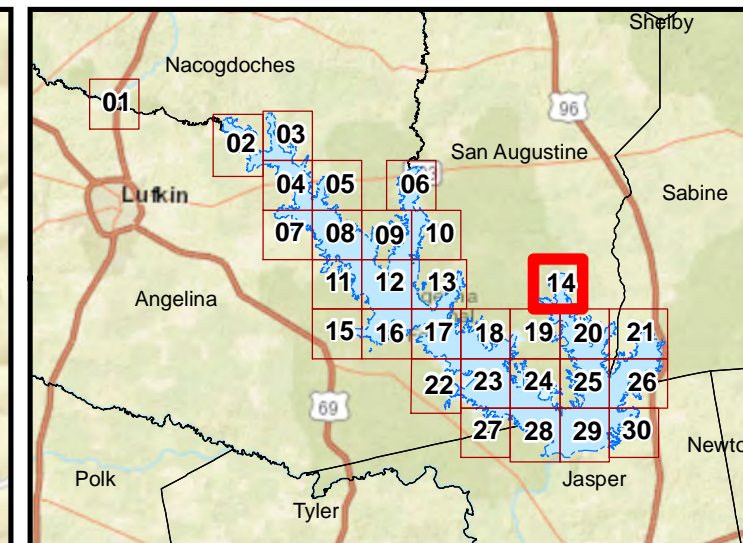 Shelby
Nacogdoches
01
96
02 03
San Augustine
04 05 06
Sabine
Lufkin
07 08 09 10
11 12 13 14
Angelina
15 16 17 18 19 20 21
22 23 24 25 26
69
27 28 29 30
Newto
Polk
Jasper
Tyler